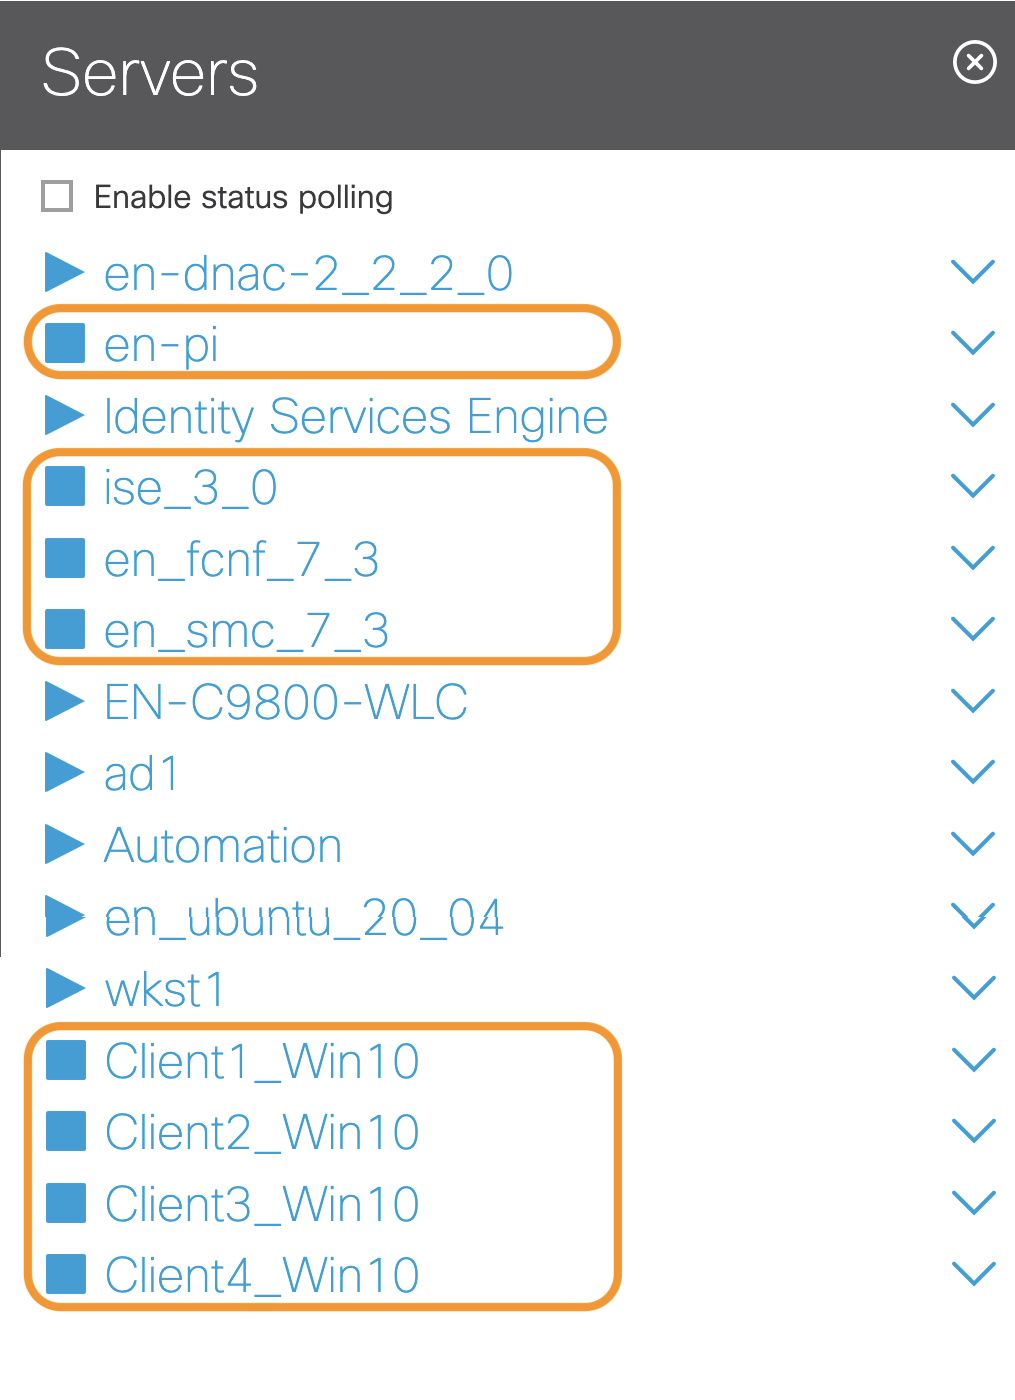 Servers
Enable status polling
en-dnac-2_2_2_0
en-pi
Identity Services Engine
ise_3_0
en_fcnf_7_3
en_smc_7_3
EN-C9800-WLC
ad1
Automation
en_ubuntu_20_04
wkst1
Client1_Win10
Client2_Win10
Client3_Win10
Client4_Win10